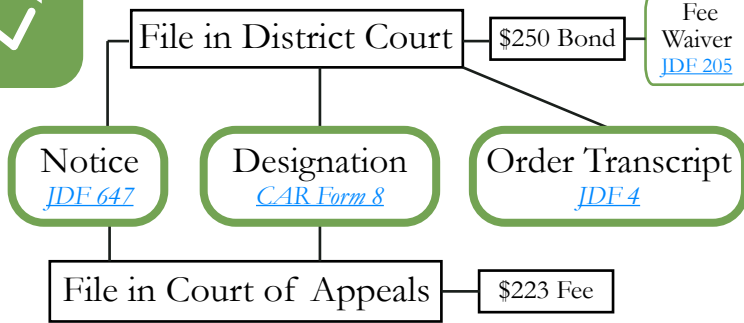 File in District Court
$250 Bond
Fee
Waiver
JDF 205
Notice
JDF 647
Designation
CAR Form 8
Order Transcript
JDF 4
File in Court of Appeals
$223 Fee